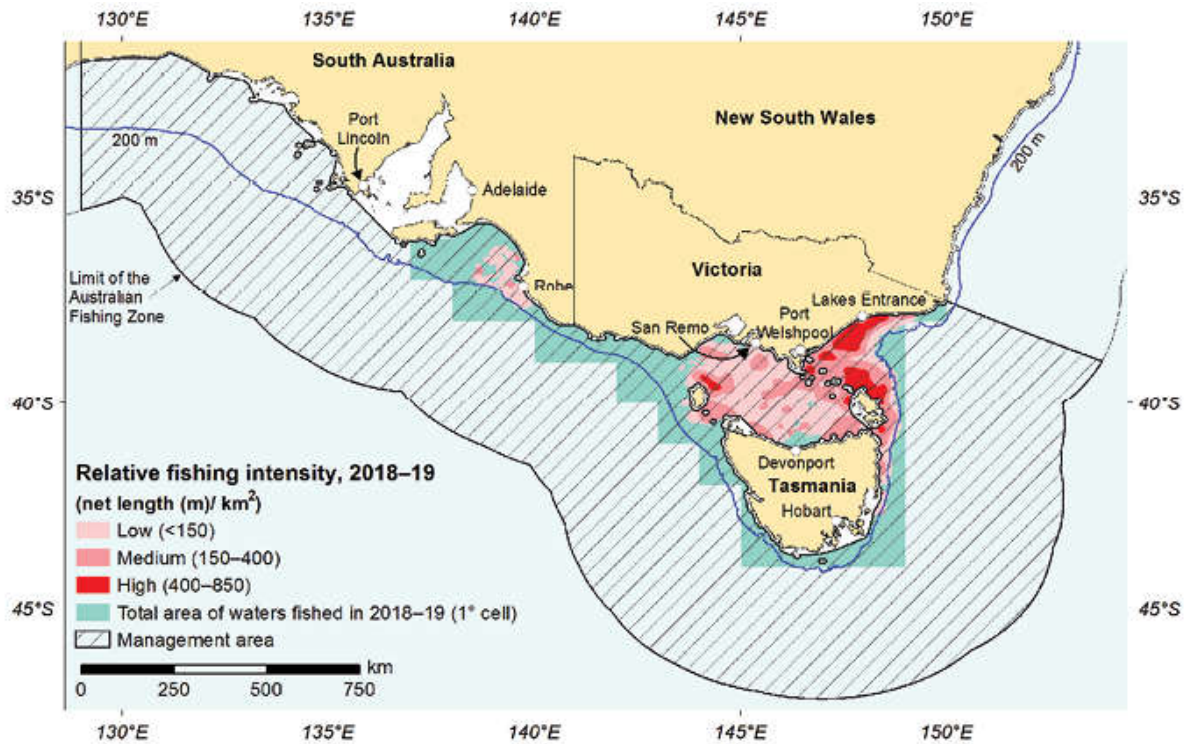 130°E 135°E 140°E 145°E 150°E
South Australia
Port
Lincoln
New South Wales
200 m
200 m
35°S
Adelaide
35°S
Victoria
Limit of the
Australian
Fishing Zone
Robe
Lakes Entrance
San Remo
Port
Welshpool
40°S
40°S
Relative fishing intensity, 2018–19
(net length (m)/ km²)
Low (<150)
Medium (150–400)
High (400–850)
Total area of waters fished in 2018–19 (1° cell)
Management area
Devonport
Tasmania
Hobart
45°S
45°S
km
0 250 500 750
130°E 135°E 140°E 145°E 150°E